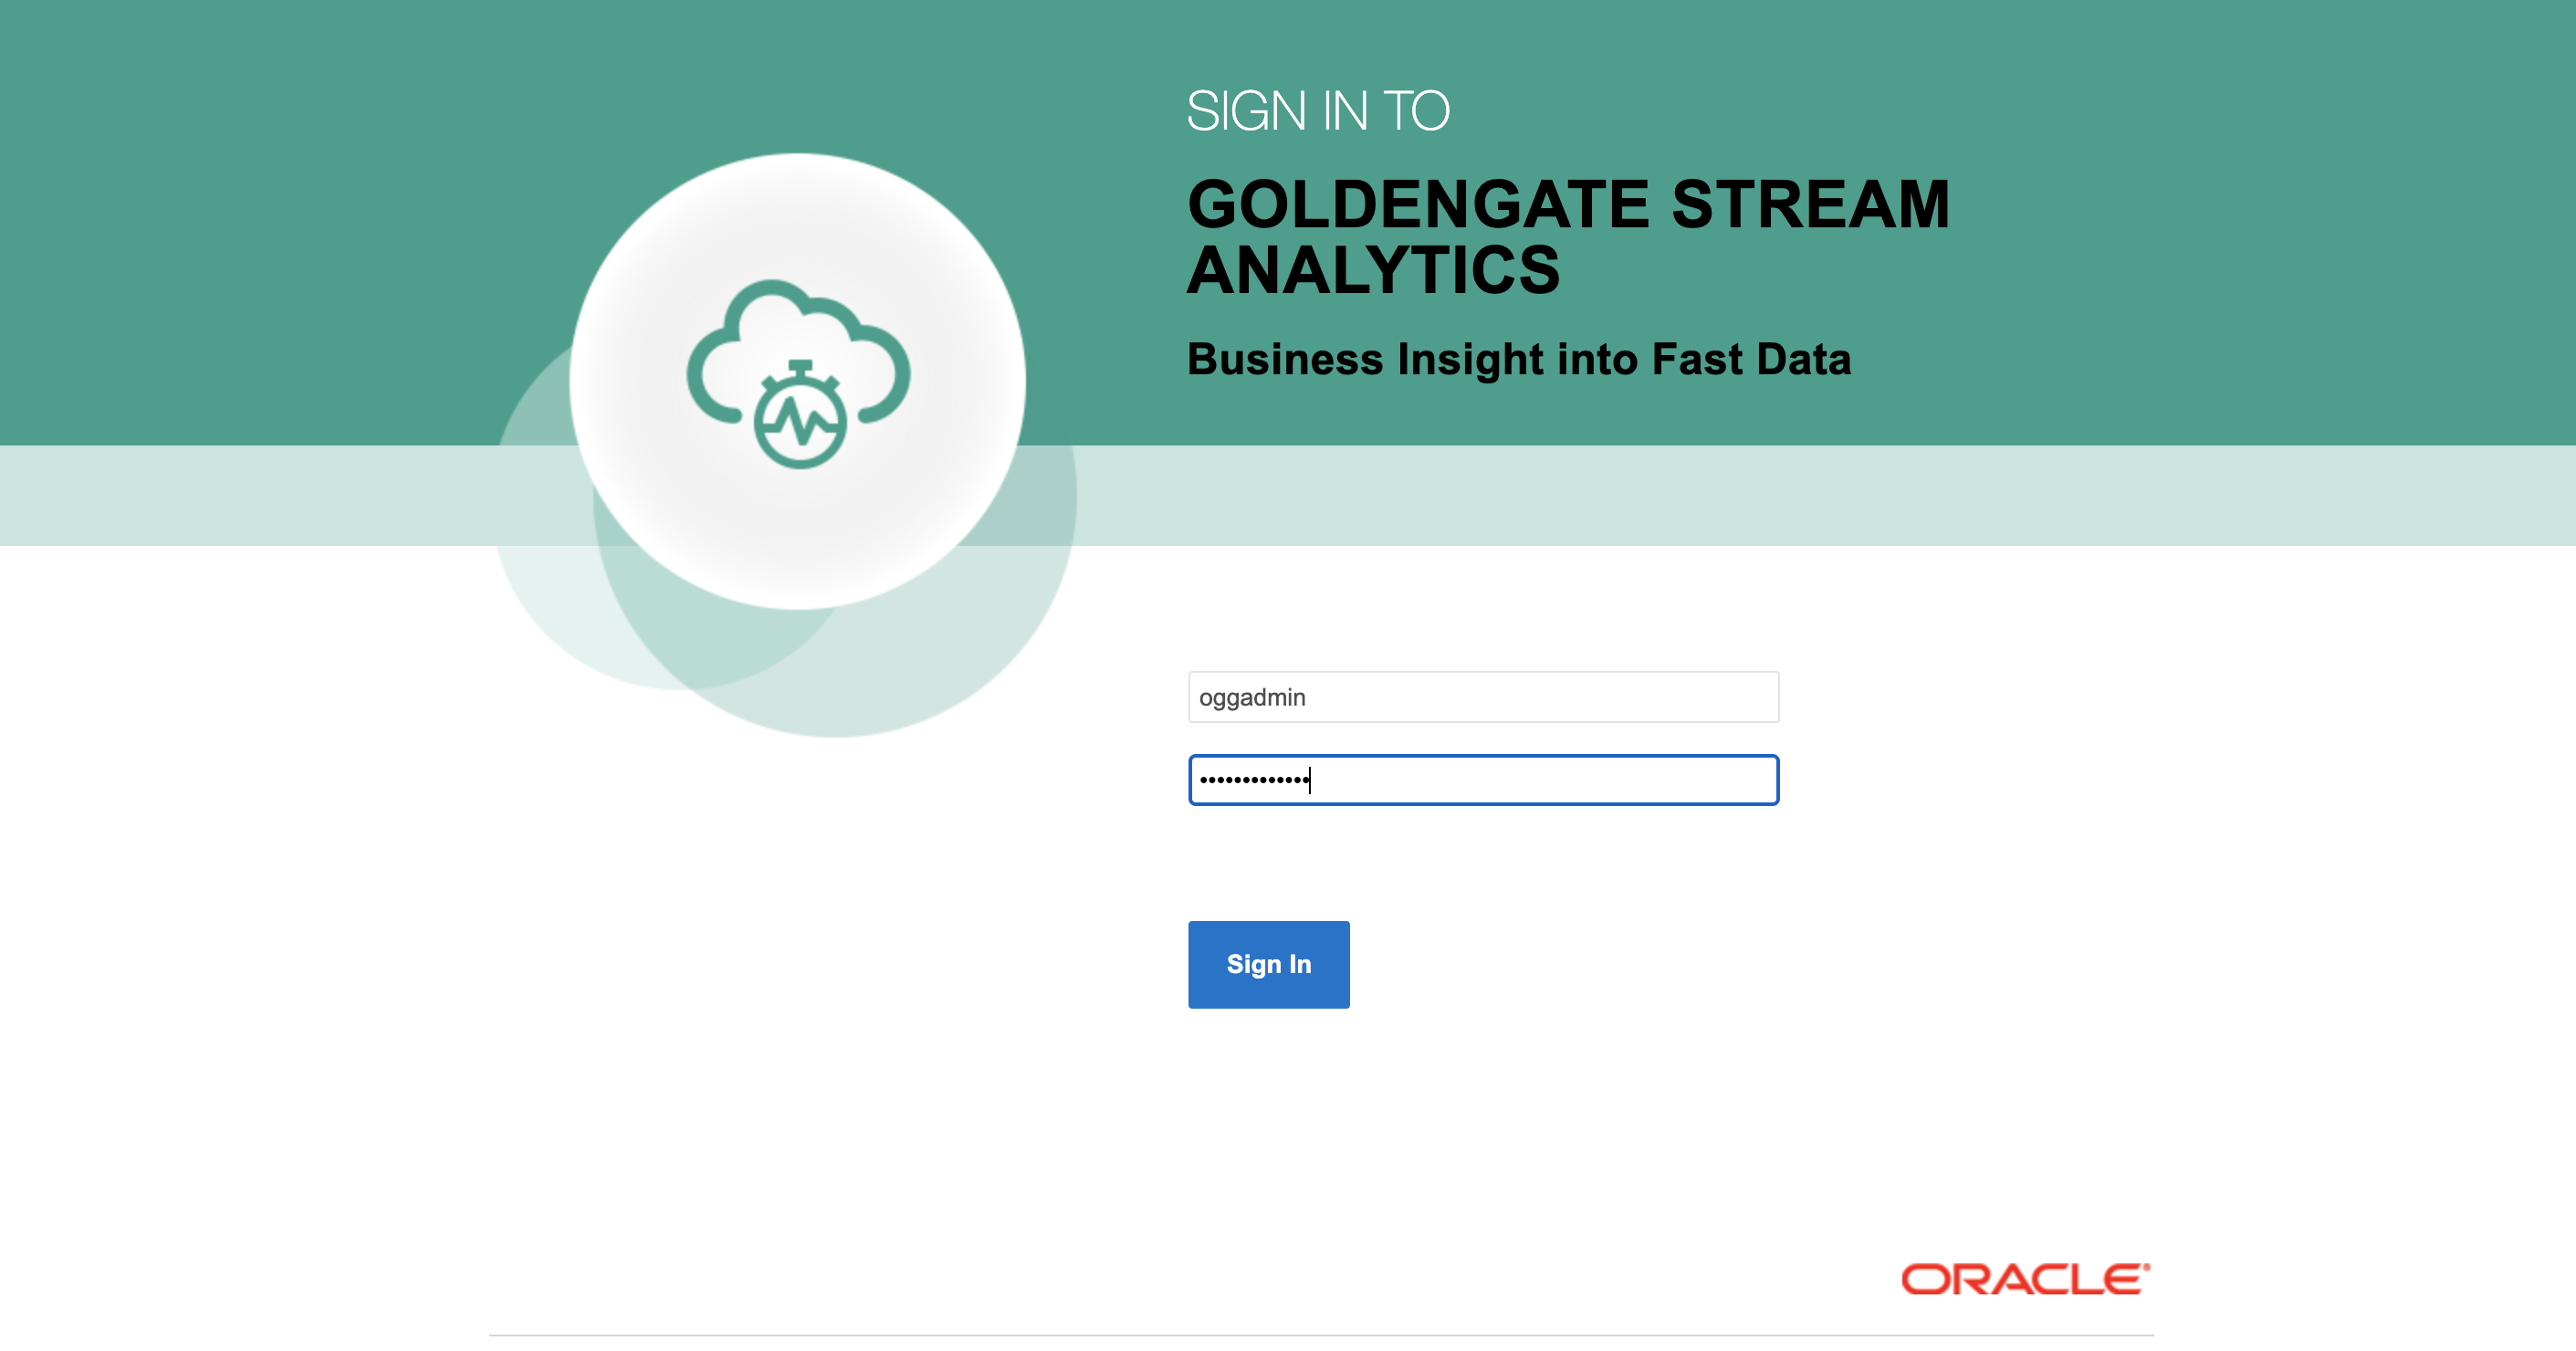 SIGN IN TO
GOLDENGATE STREAM
ANALYTICS
Business Insight into Fast Data
oggadmin
•••••••••••••
Sign In
ORACLE®